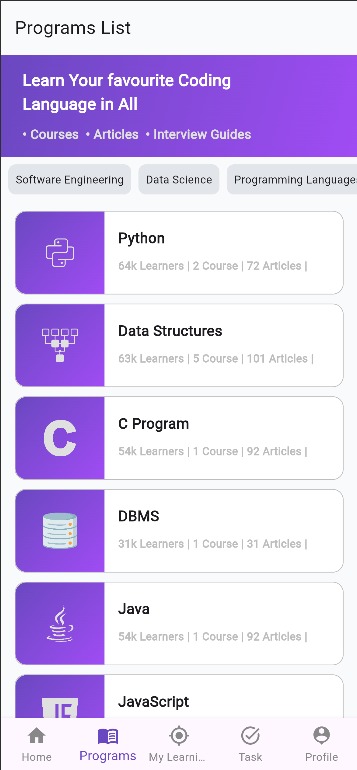 Programs List
Learn Your favourite Coding
Language in All
• Courses • Articles • Interview Guides
Software Engineering
Data Science
Programming Language
Python
64k Learners | 2 Course | 72 Articles |
Data Structures
63k Learners | 5 Course | 101 Articles |
C
C Program
54k Learners | 1 Course | 92 Articles |
DBMS
31k Learners | 1 Course | 31 Articles |
Java
54k Learners | 1 Course | 92 Articles |
JavaScript
Home
Programs
My Learni...
Task
Profile